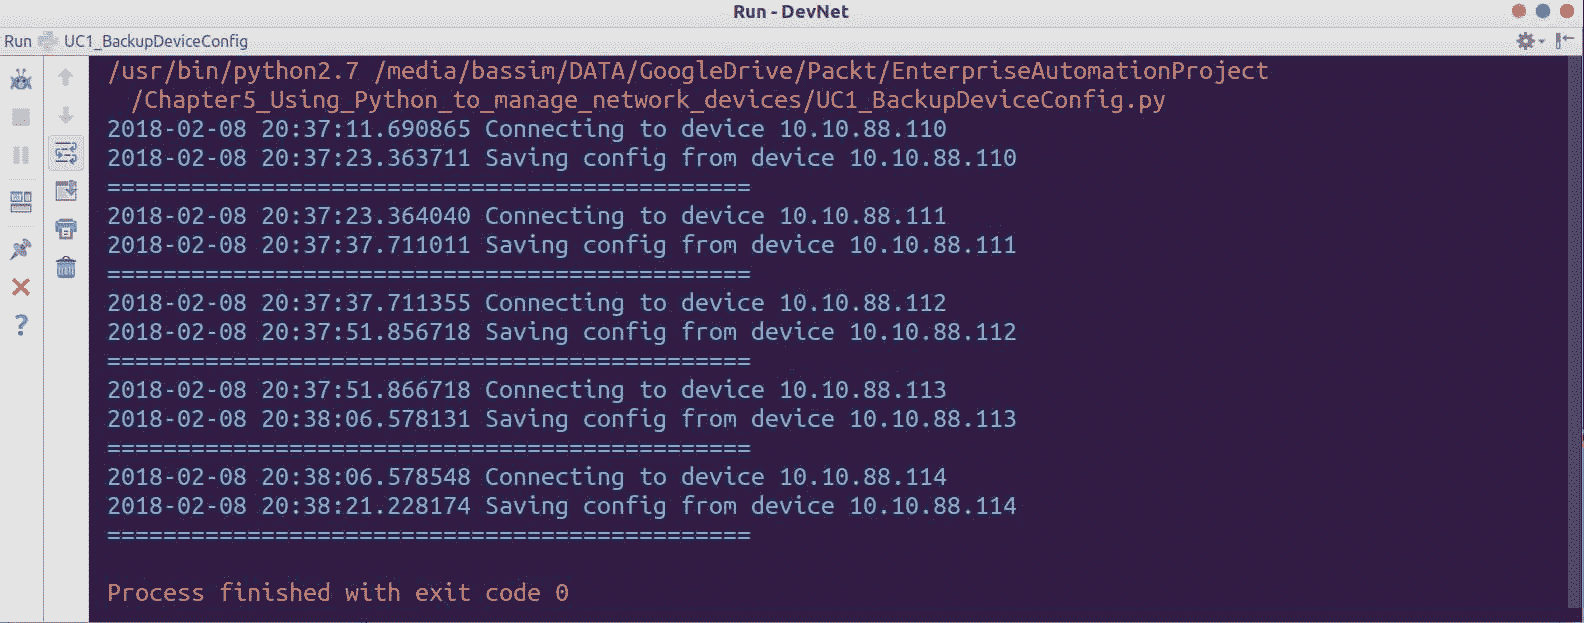 Run - DevNet
Run UC1_BackupDeviceConfig
/usr/bin/python2.7 /media/bassim/DATA/GoogleDrive/Packt/EnterpriseAutomationProject
/Chapter5_Using_Python_to_manage_network_devices/UC1_BackupDeviceConfig.py
2018-02-08 20:37:11.690865 Connecting to device 10.10.88.110
2018-02-08 20:37:23.363711 Saving config from device 10.10.88.110
==============================================
2018-02-08 20:37:23.364040 Connecting to device 10.10.88.111
2018-02-08 20:37:37.711011 Saving config from device 10.10.88.111
==============================================
2018-02-08 20:37:37.711355 Connecting to device 10.10.88.112
2018-02-08 20:37:51.856718 Saving config from device 10.10.88.112
==============================================
2018-02-08 20:37:51.866718 Connecting to device 10.10.88.113
2018-02-08 20:38:06.578131 Saving config from device 10.10.88.113
==============================================
2018-02-08 20:38:06.578548 Connecting to device 10.10.88.114
2018-02-08 20:38:21.228174 Saving config from device 10.10.88.114
==============================================
Process finished with exit code 0